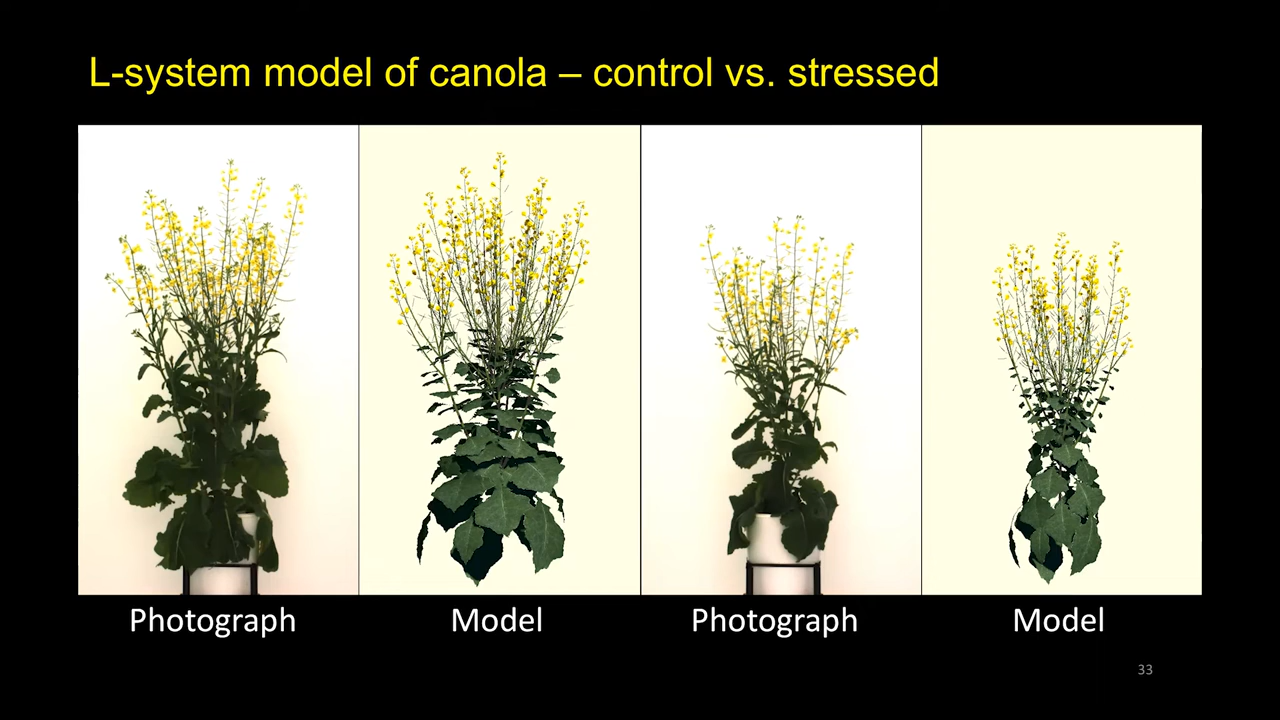 L-system model of canola – control vs. stressed
Photograph
Model
Photograph
Model
33